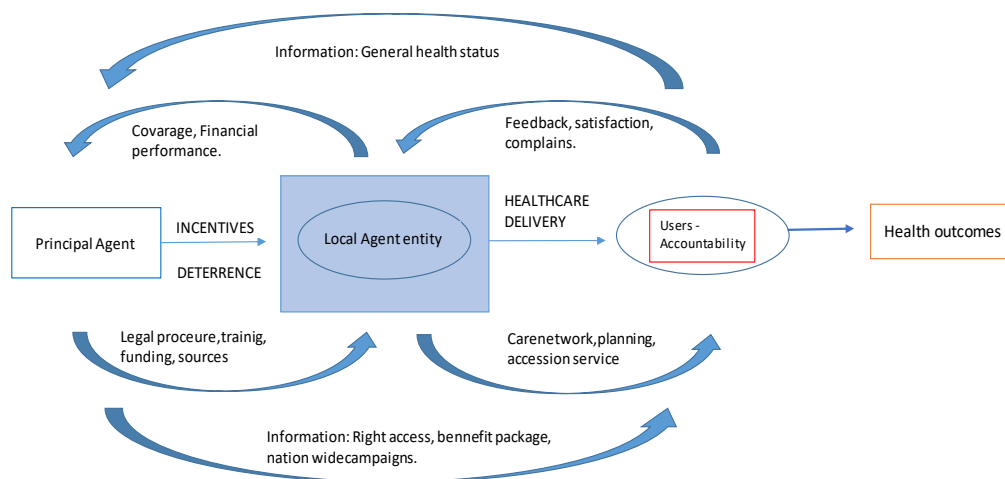 Information: General health status
Covarage, Financial
performance.
Feedback, satisfaction,
complains.
Principal Agent
INCENTIVES
DETERRENCE
Local Agent entity
HEALTHCARE
DELIVERY
Users -
Accountability
Health outcomes
Legal proceure,trainig,
funding, sources
Carenetwork,planning,
accession service
Information: Right access, bennefit package,
nation widecampaigns.